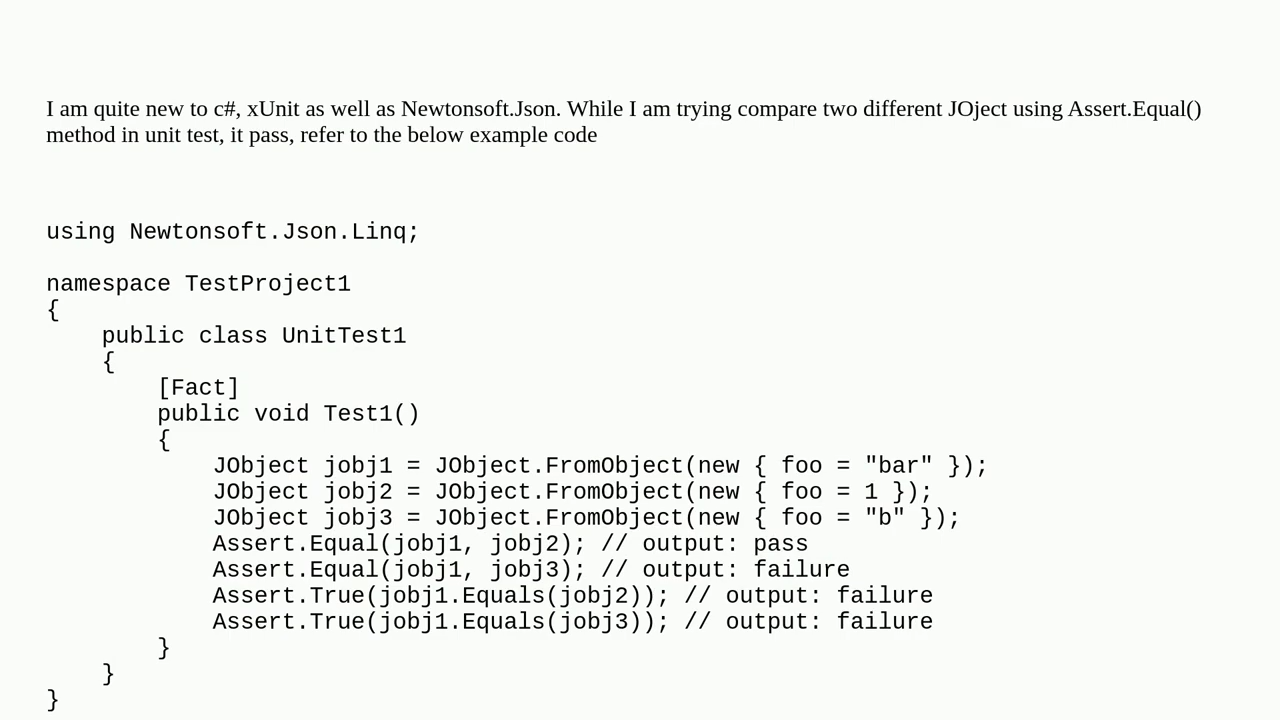 I am quite new to c#, xUnit as well as Newtonsoft.Json. While I am trying compare two different JOject using Assert.Equal()
method in unit test, it pass, refer to the below example code
using Newtonsoft.Json.Linq;
namespace TestProject1
{
    public class UnitTest1
    {
        [Fact]
        public void Test1()
        {
            JObject jobj1 = JObject.FromObject(new { foo = "bar" });
            JObject jobj2 = JObject.FromObject(new { foo = 1 });
            JObject jobj3 = JObject.FromObject(new { foo = "b" });
            Assert.Equal(jobj1, jobj2); // output: pass
            Assert.Equal(jobj1, jobj3); // output: failure
            Assert.True(jobj1.Equals(jobj2)); // output: failure
            Assert.True(jobj1.Equals(jobj3)); // output: failure
        }
    }
}